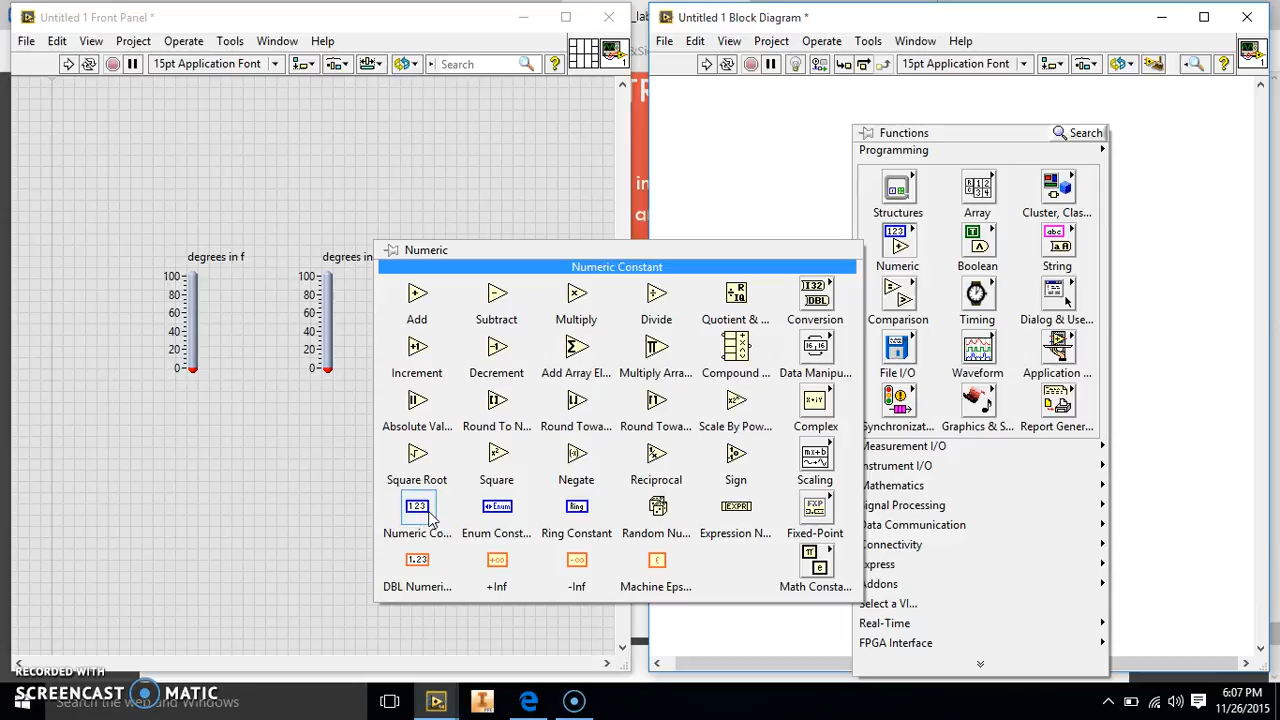 Untitled 1 Front Panel *
File Edit View Project Operate Tools Window Help
15pt Application Font
Search
degrees in f
degrees in
100
80
60
40
20
0
100
80
60
40
20
0
Untitled 1 Block Diagram *
File Edit View Project Operate Tools Window Help
15pt Application Font
Functions
Search
Programming
Structures Array Cluster, Clas...
Numeric Boolean String
Comparison Timing Dialog & Use...
File I/O Waveform Application ...
Synchronizat... Graphics & S... Report Gener...
Measurement I/O
Instrument I/O
Mathematics
Signal Processing
Data Communication
Connectivity
Express
Addons
Select a VI...
Real-Time
FPGA Interface
Numeric
Numeric Constant
Add Subtract Multiply Divide Quotient & ... Conversion
Increment Decrement Add Array El... Multiply Arra... Compound ... Data Manipu...
Absolute Val... Round To N... Round Towa... Round Towa... Scale By Pow... Complex
Square Root Square Negate Reciprocal Sign Scaling
Numeric Co... Enum Const... Ring Constant Random Nu... Expression N... Fixed-Point
DBL Numeri... +Inf -Inf Machine Eps... Math Consta...
RECORDED WITH
SCREENCAST MATIC
Search the web and Windows
6:07 PM
11/26/2015